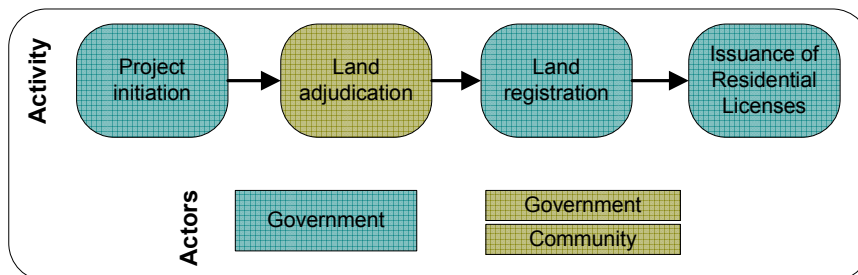 Activity
Project
initiation
Land
adjudication
Land
registration
Issuance of
Residential
Licenses
Actors
Government
Government
Community